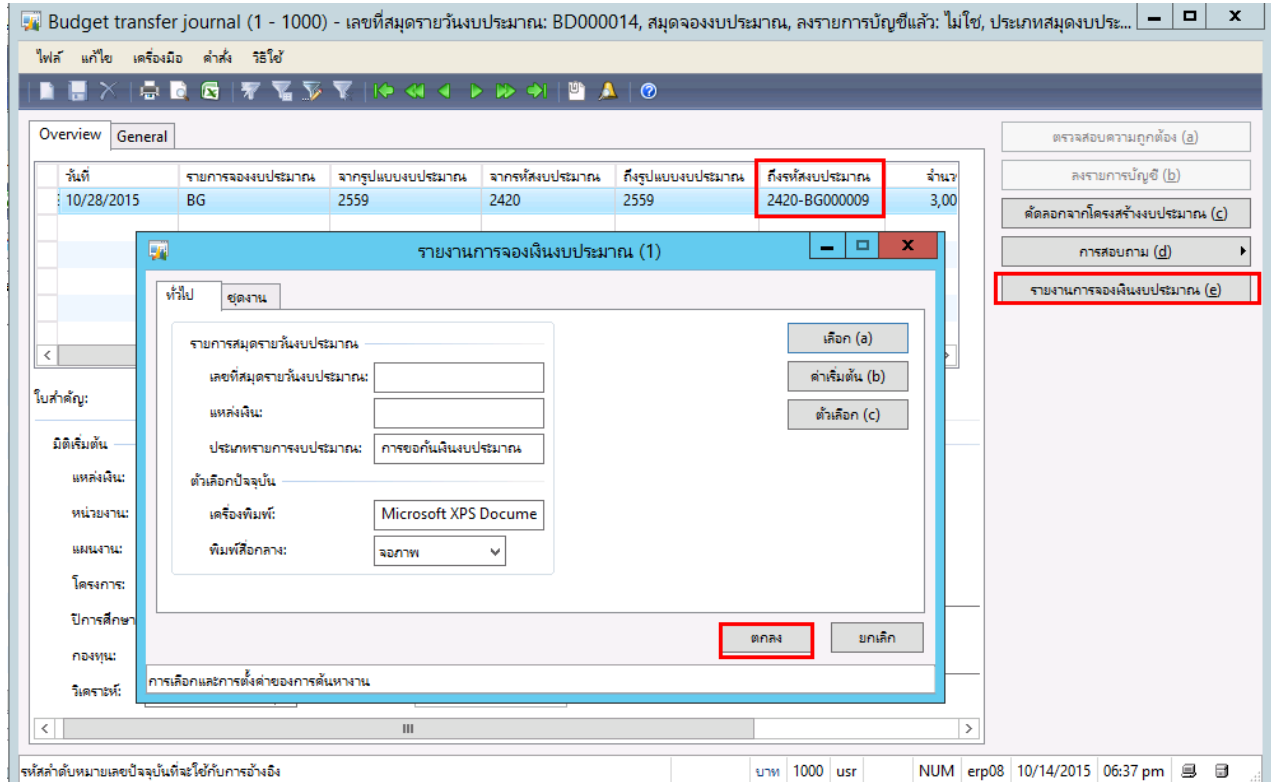 Budget transfer journal (1 - 1000) - เลขที่สมุดรายวันงบประมาณ: BD000014, สมุดจองงบประมาณ, ลงรายการบัญชีแล้ว: ไม่ใช่, ประเภทสมุดงบประ...
ไฟล์ แก้ไข เครื่องมือ คำสั่ง วิธีใช้
Overview General
วันที่ รายการจองงบประมาณ จากรูปแบบงบประมาณ จากรหัสงบประมาณ ถึงรูปแบบงบประมาณ ถึงรหัสงบประมาณ จำนว
10/28/2015 BG 2559 2420 2559 2420-BG000009 3,00
ตรวจสอบความถูกต้อง (a)
ลงรายการบัญชี (b)
คัดลอกจากโครงสร้างงบประมาณ (c)
การสอบถาม (d)
รายงานการจองเงินงบประมาณ (e)
รายงานการจองเงินงบประมาณ (1)
ทั่วไป ชุดงาน
รายการสมุดรายวันงบประมาณ
เลขที่สมุดรายวันงบประมาณ:
แหล่งเงิน:
ประเภทรายการงบประมาณ: การขอกันเงินงบประมาณ
ตัวเลือกปัจจุบัน
เครื่องพิมพ์: Microsoft XPS Docume
พิมพ์สื่อกลาง: จอภาพ
เลือก (a)
ค่าเริ่มต้น (b)
ตัวเลือก (c)
ตกลง ยกเลิก
การเลือกและการตั้งค่าของการค้นหางาน
ใบสำคัญ:
มิติเริ่มต้น
แหล่งเงิน:
หน่วยงาน:
แผนงาน:
โครงการ:
ปีการศึกษา
กองทุน:
วิเคราะห์:
รหัสลำดับหมายเลขปัจจุบันที่จะใช้กับการอ้างอิง บาท 1000 usr NUM erp08 10/14/2015 06:37 pm